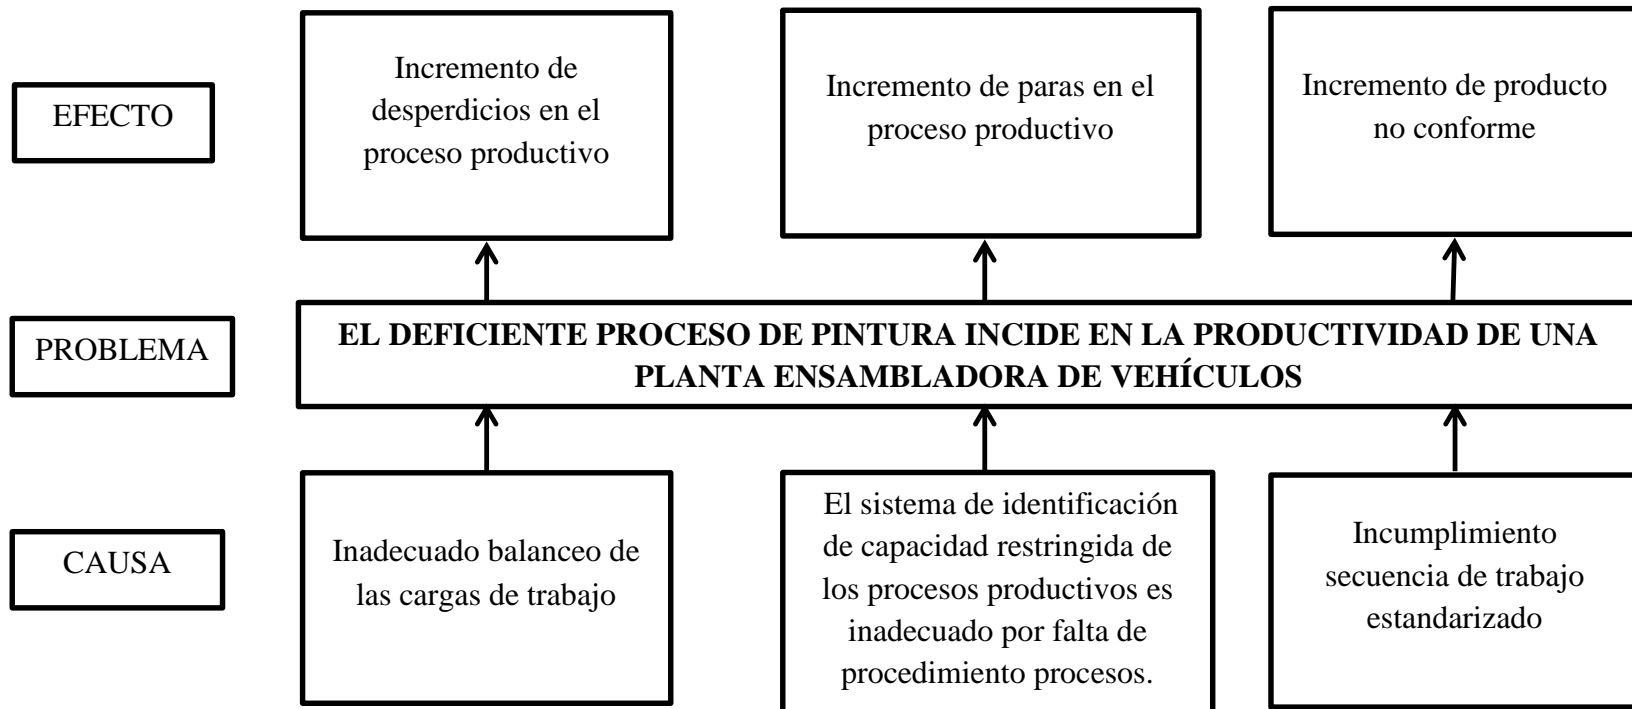 EFECTO
Incremento de
desperdicios en el
proceso productivo
Incremento de paras en el
proceso productivo
Incremento de producto
no conforme
PROBLEMA
EL DEFICIENTE PROCESO DE PINTURA INCIDE EN LA PRODUCTIVIDAD DE UNA
PLANTA ENSAMBLADORA DE VEHÍCULOS
CAUSA
Inadecuado balanceo de
las cargas de trabajo
El sistema de identificación
de capacidad restringida de
los procesos productivos es
inadecuado por falta de
procedimiento procesos.
Incumplimiento
secuencia de trabajo
estandarizado